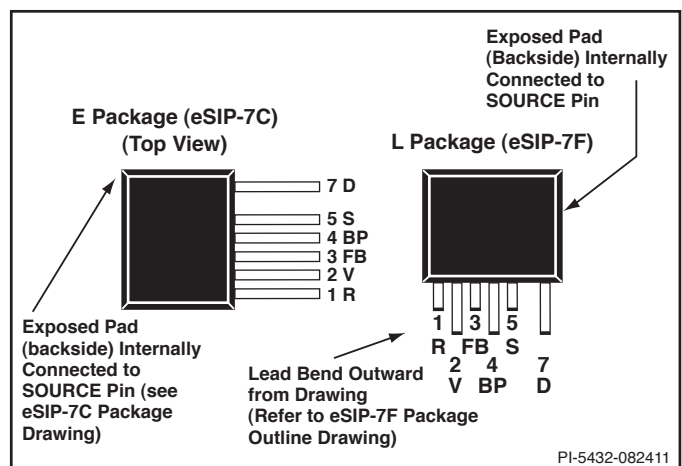 Exposed Pad
(Backside) Internally
Connected to
SOURCE Pin
E Package (eSIP-7C)
(Top View)
L Package (eSIP-7F)
7 D
5 S
4 BP
3 FB
2 V
1 R
Exposed Pad
(backside) Internally
Connected to
SOURCE Pin (see
eSIP-7C Package
Drawing)
1 3 5
R FB S
2 4 7
V BP D
Lead Bend Outward
from Drawing
(Refer to eSIP-7F Package
Outline Drawing)
PI-5432-082411